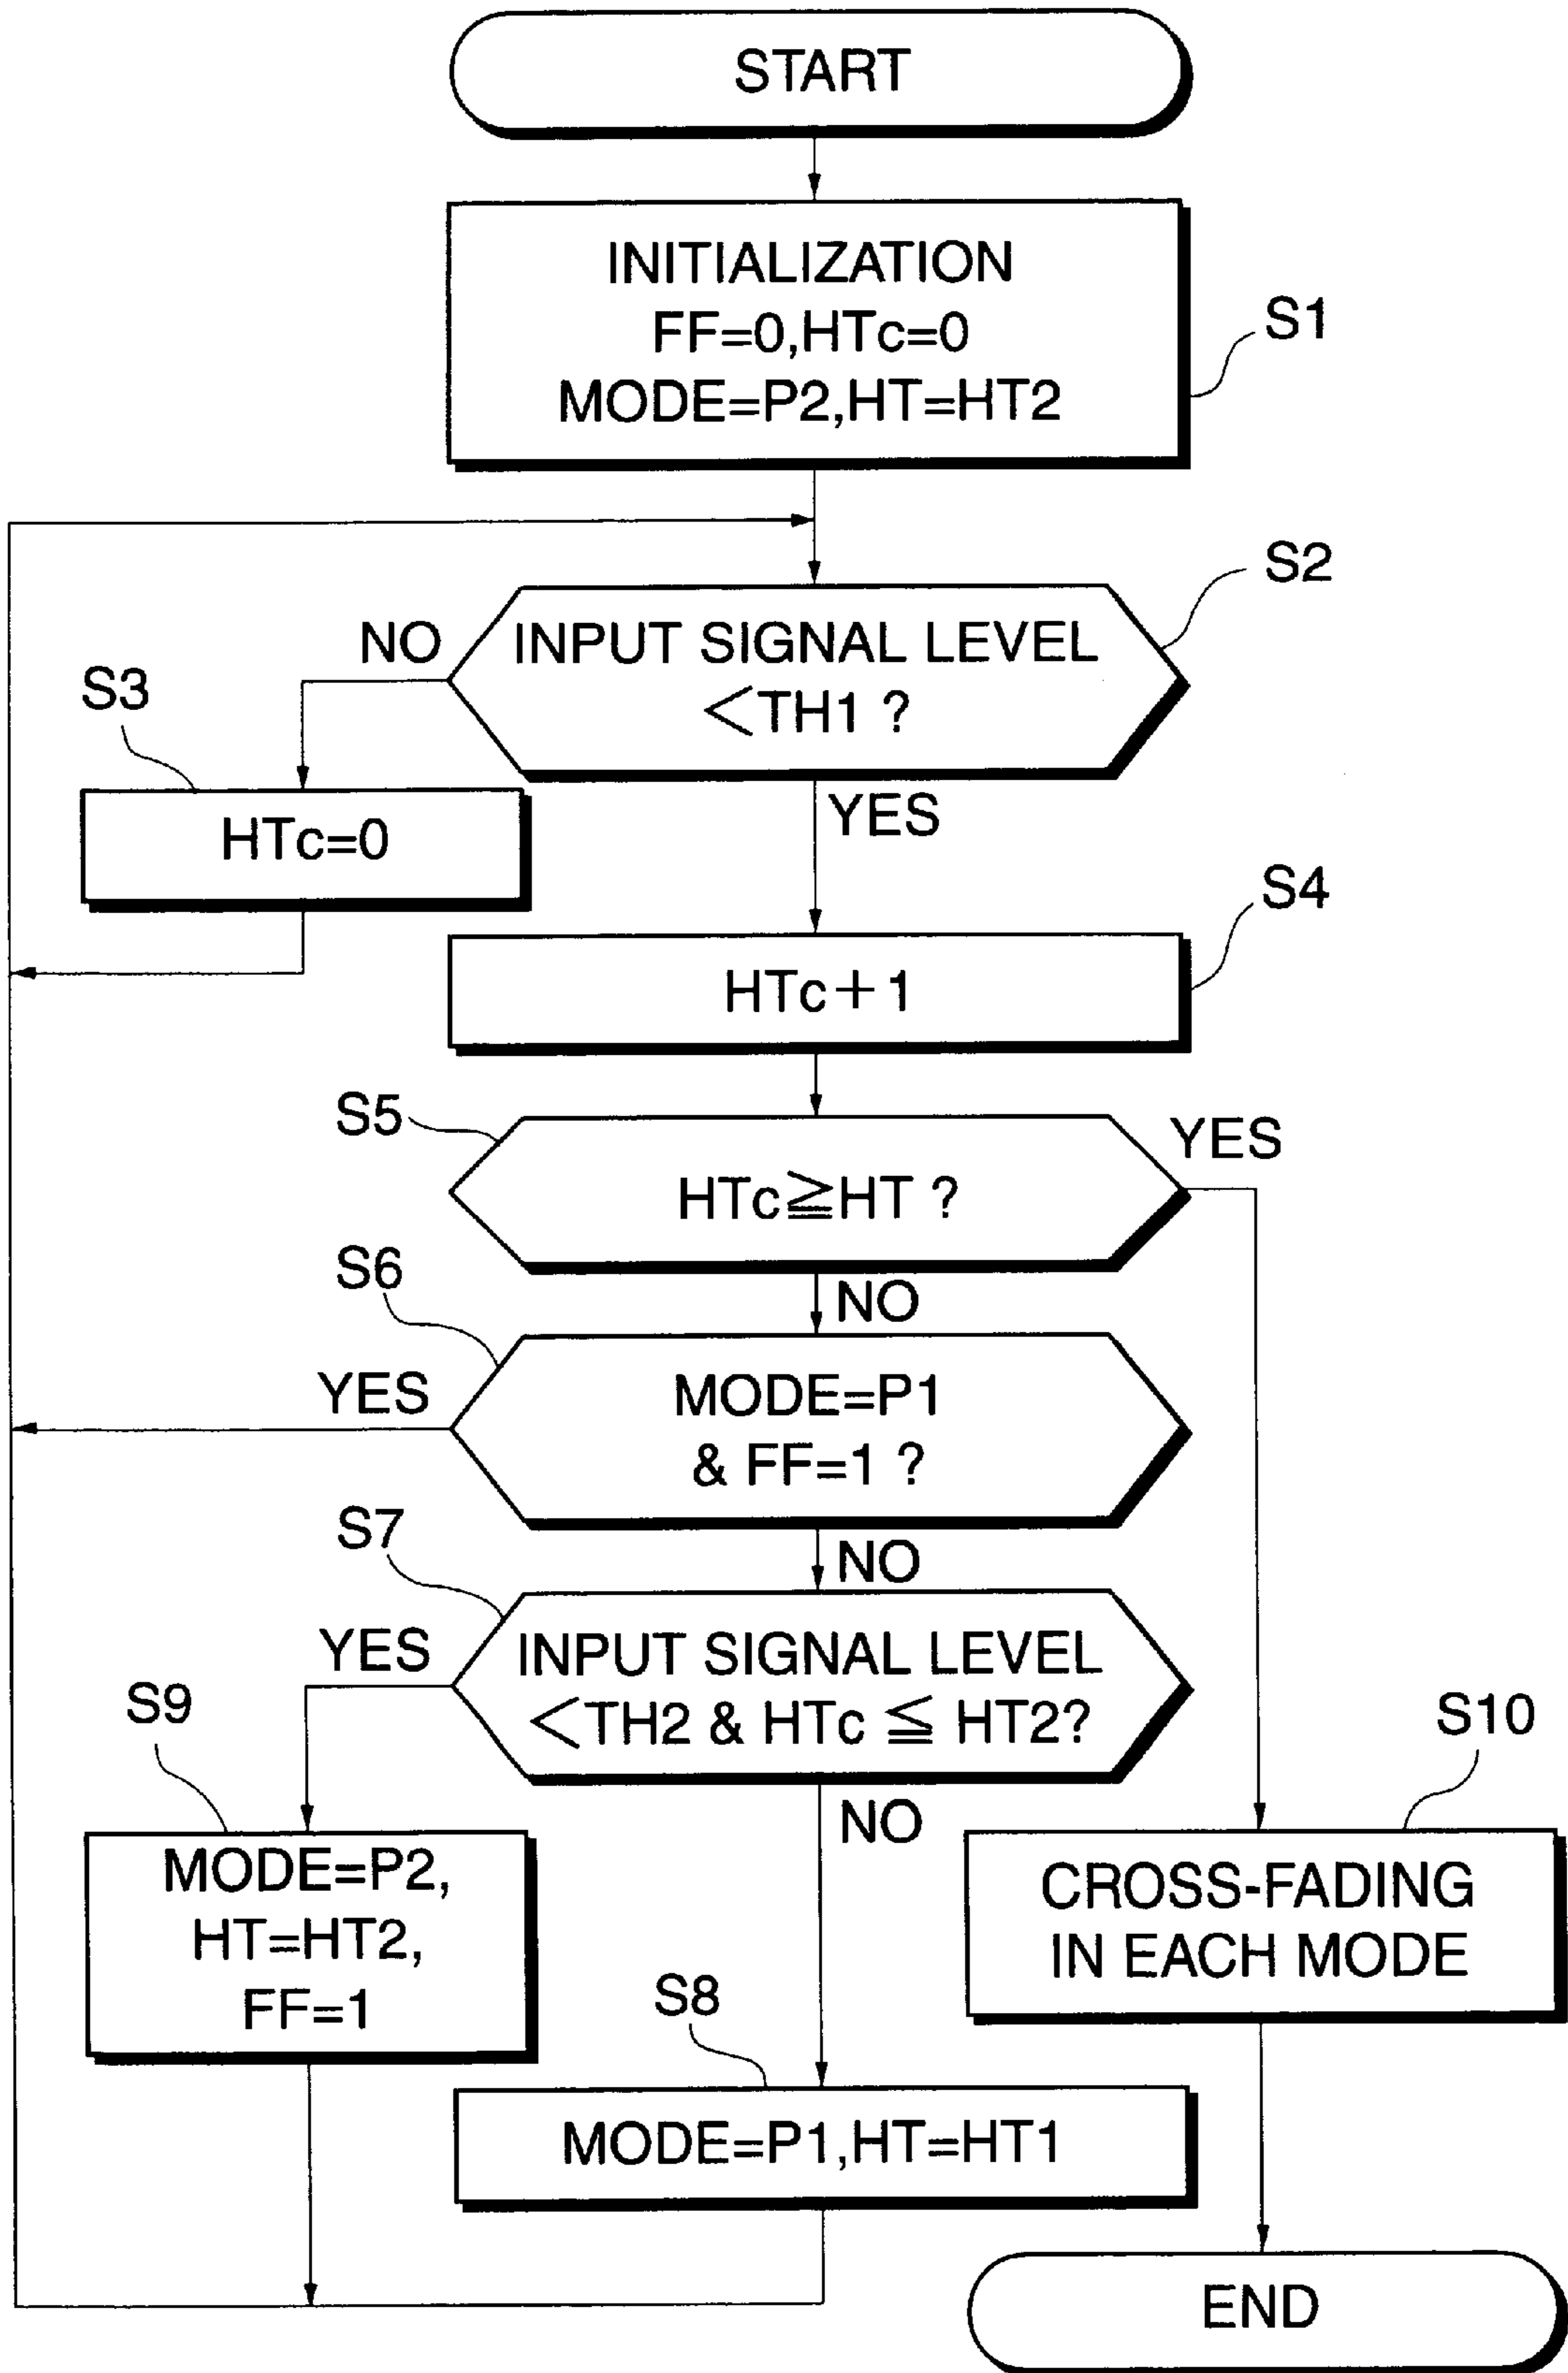 START
INITIALIZATION
FF=0,HTc=0
MODE=P2,HT=HT2
S1
S2
NO
INPUT SIGNAL LEVEL
<TH1 ?
S3
YES
HTc=0
S4
HTc+1
S5
YES
HTc≧HT ?
S6
NO
YES
MODE=P1
& FF=1 ?
S7
NO
YES
INPUT SIGNAL LEVEL
<TH2 & HTc ≦ HT2?
S9
S10
NO
MODE=P2,
HT=HT2,
FF=1
CROSS-FADING
IN EACH MODE
S8
MODE=P1,HT=HT1
END